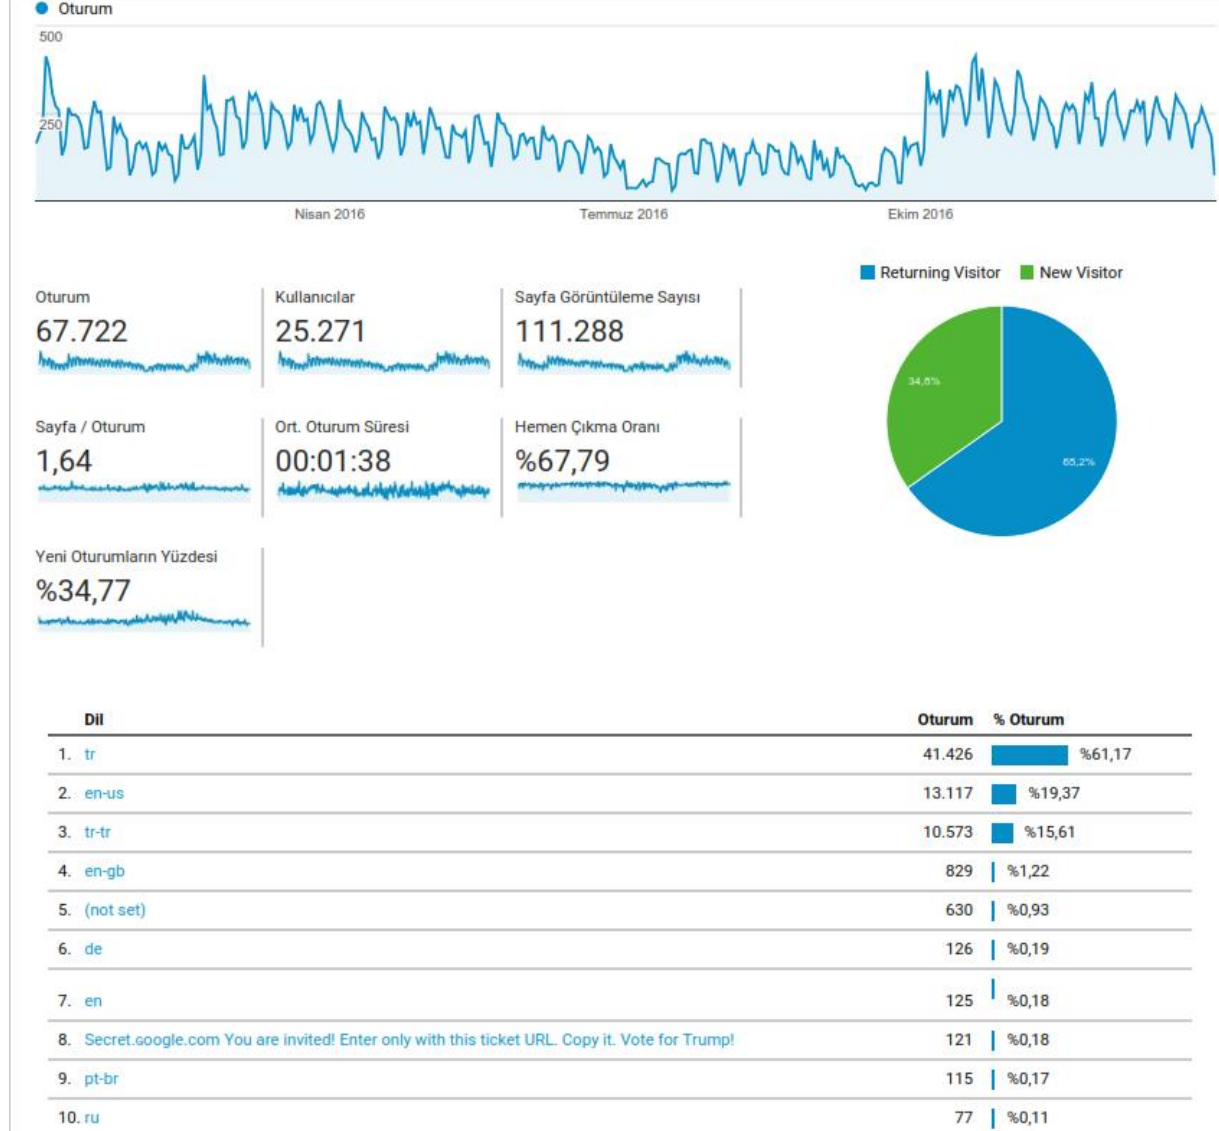 Oturum
500
250
Nisan 2016 Temmuz 2016 Ekim 2016
Returning Visitor New Visitor
Oturum
67.722
Kullanıcılar
25.271
Sayfa Görüntüleme Sayısı
111.288
34,8%
65,2%
Sayfa / Oturum
1,64
Ort. Oturum Süresi
00:01:38
Hemen Çıkma Oranı
%67,79
Yeni Oturumların Yüzdesi
%34,77
Dil Oturum % Oturum
1. tr 41.426 %61,17
2. en-us 13.117 %19,37
3. tr-tr 10.573 %15,61
4. en-gb 829 %1,22
5. (not set) 630 %0,93
6. de 126 %0,19
7. en 125 %0,18
8. Secret.ɢoogle.com You are invited! Enter only with this ticket URL. Copy it. Vote for Trump! 121 %0,18
9. pt-br 115 %0,17
10. ru 77 %0,11